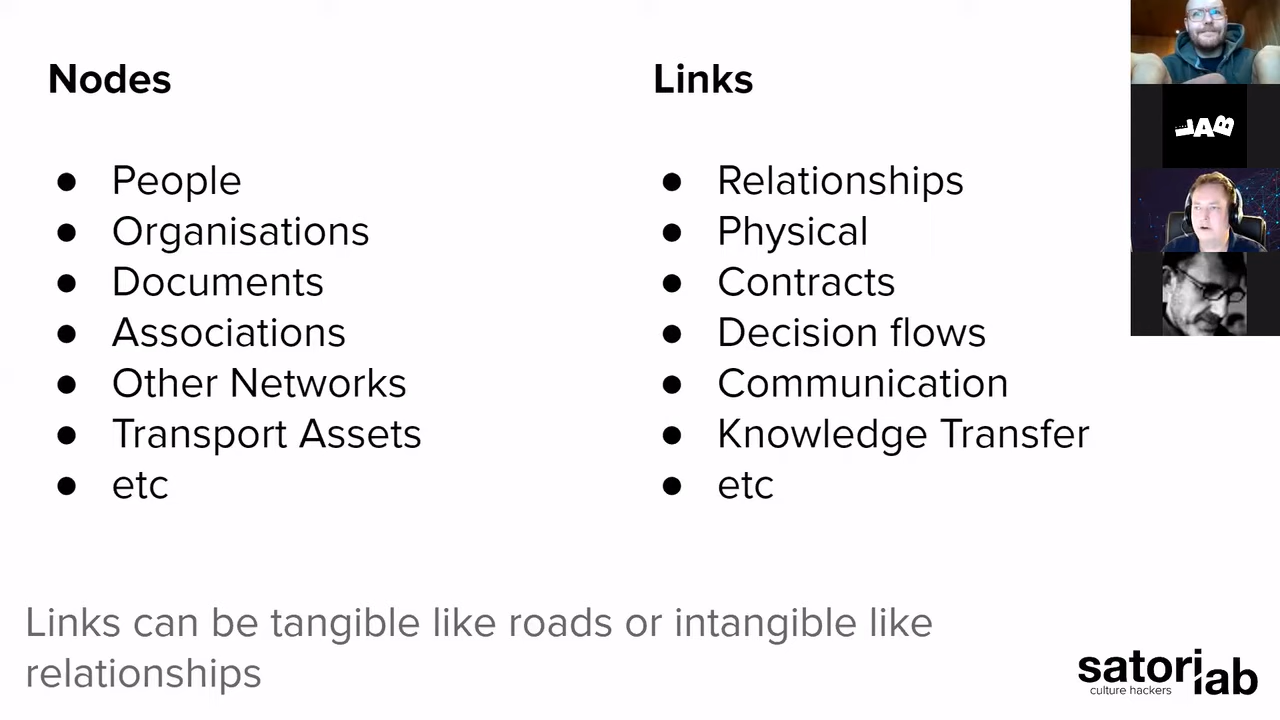 Nodes
● People
● Organisations
● Documents
● Associations
● Other Networks
● Transport Assets
● etc
Links
● Relationships
● Physical
● Contracts
● Decision flows
● Communication
● Knowledge Transfer
● etc
Links can be tangible like roads or intangible like
relationships
LAB
satori lab
culture hackers